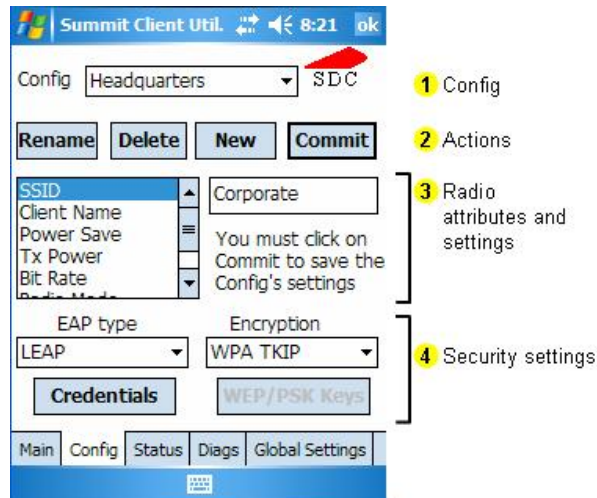 Summit Client Util. 8:21 ok
Config Headquarters SDC
Rename Delete New Commit
SSID
Client Name
Power Save
Tx Power
Bit Rate
Radio Mode
Corporate
You must click on
Commit to save the
Config's settings
EAP type Encryption
LEAP WPA TKIP
Credentials WEP/PSK Keys
Main Config Status Diags Global Settings
1 Config
2 Actions
3 Radio
attributes and
settings
4 Security settings